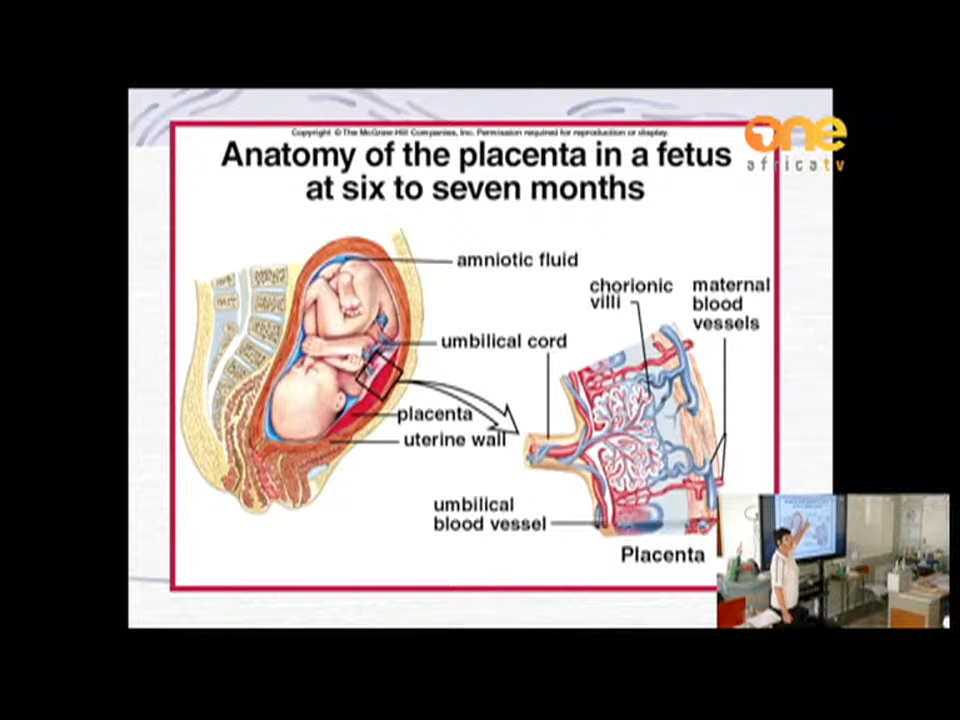 Copyright © The McGraw-Hill Companies, Inc. Permission required for reproduction or display.
Anatomy of the placenta in a fetus
at six to seven months
one
africatv
amniotic fluid
chorionic
villi
maternal
blood
vessels
umbilical cord
placenta
uterine wall
umbilical
blood vessel
Placenta